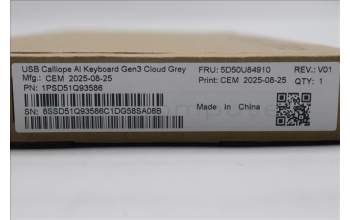 USB Calliope AI Keyboard Gen3 Cloud Grey
FRU: 5D50U84910
REV.: V01
Mfg.: CEM 2025-08-25
Print: CEM 2025-08-25
QTY: 1
PN: 1PSD51Q93586
Made in China
SN: 8SSD51Q93586C1DG58SA08B